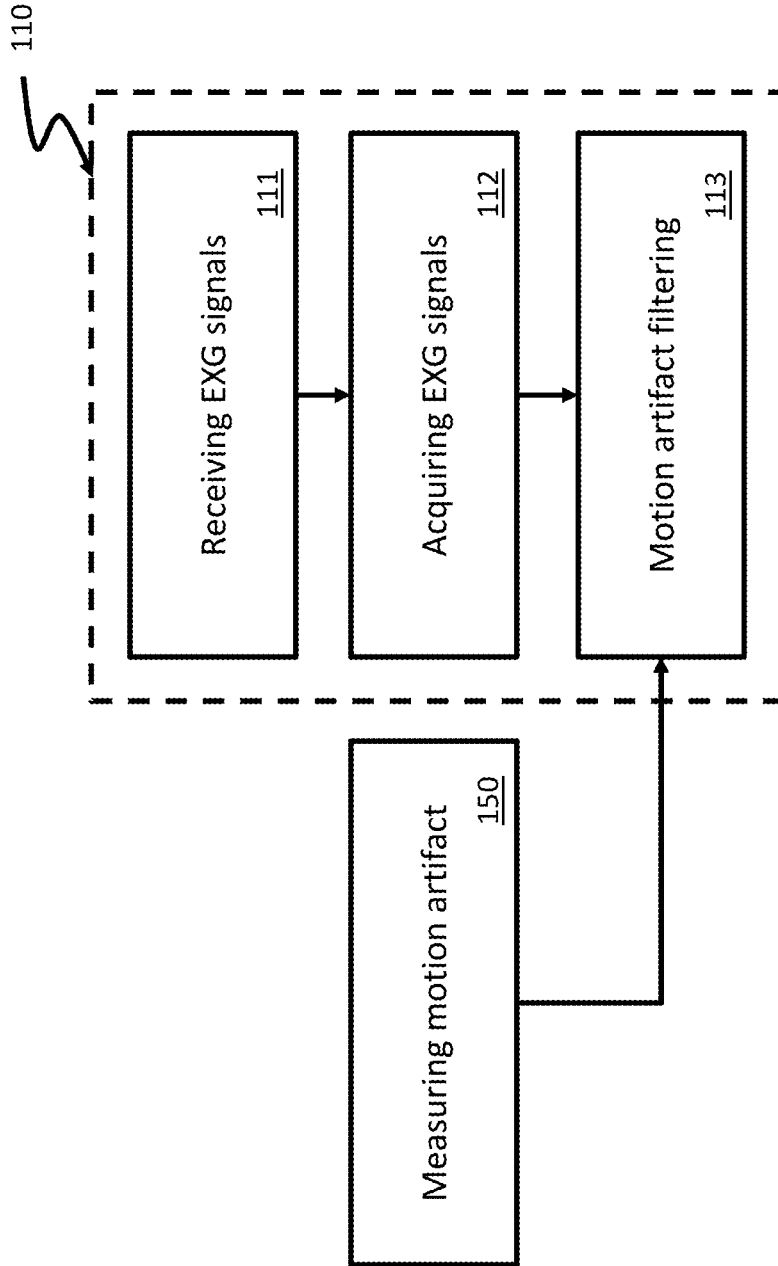 110
Receiving EXG signals
111
Acquiring EXG signals
112
Motion artifact filtering
113
Measuring motion artifact
150